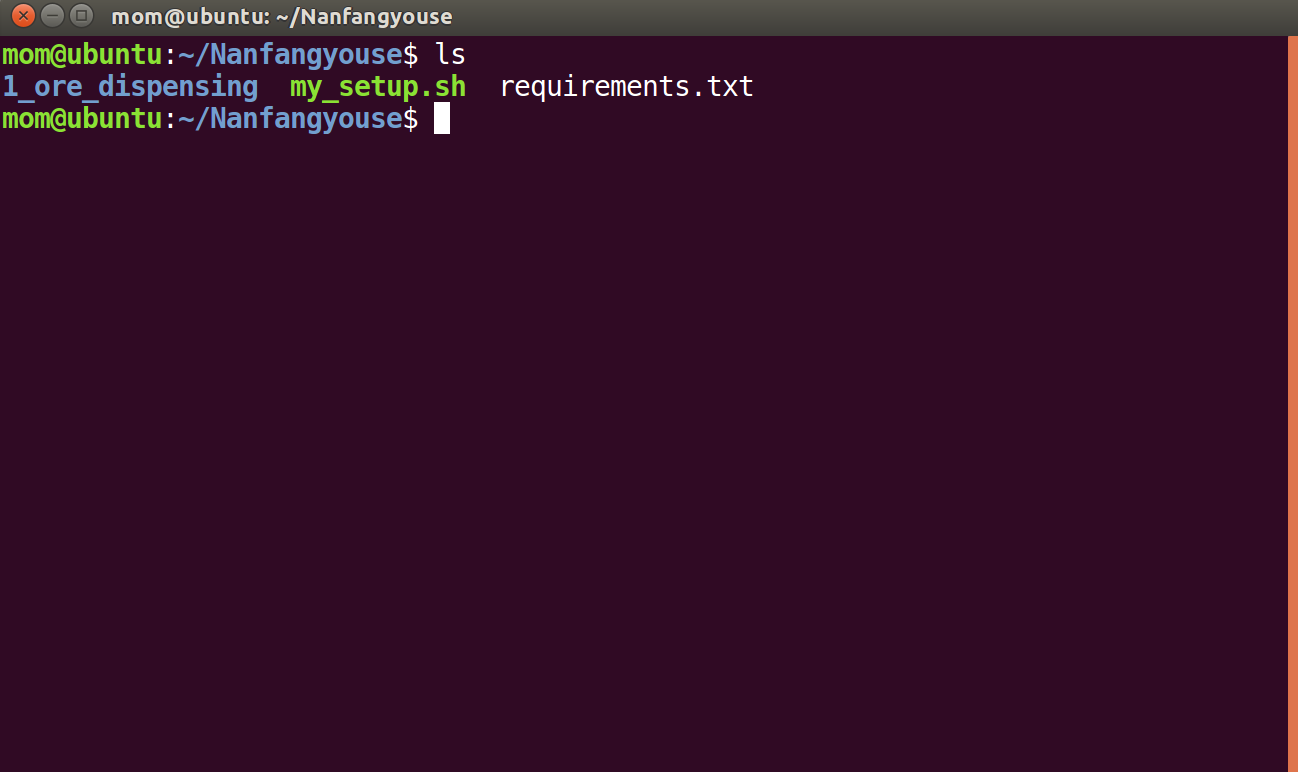 mom@ubuntu: ~/Nanfangyouse
mom@ubuntu:~/Nanfangyouse$ ls
1_ore_dispensing  my_setup.sh  requirements.txt
mom@ubuntu:~/Nanfangyouse$